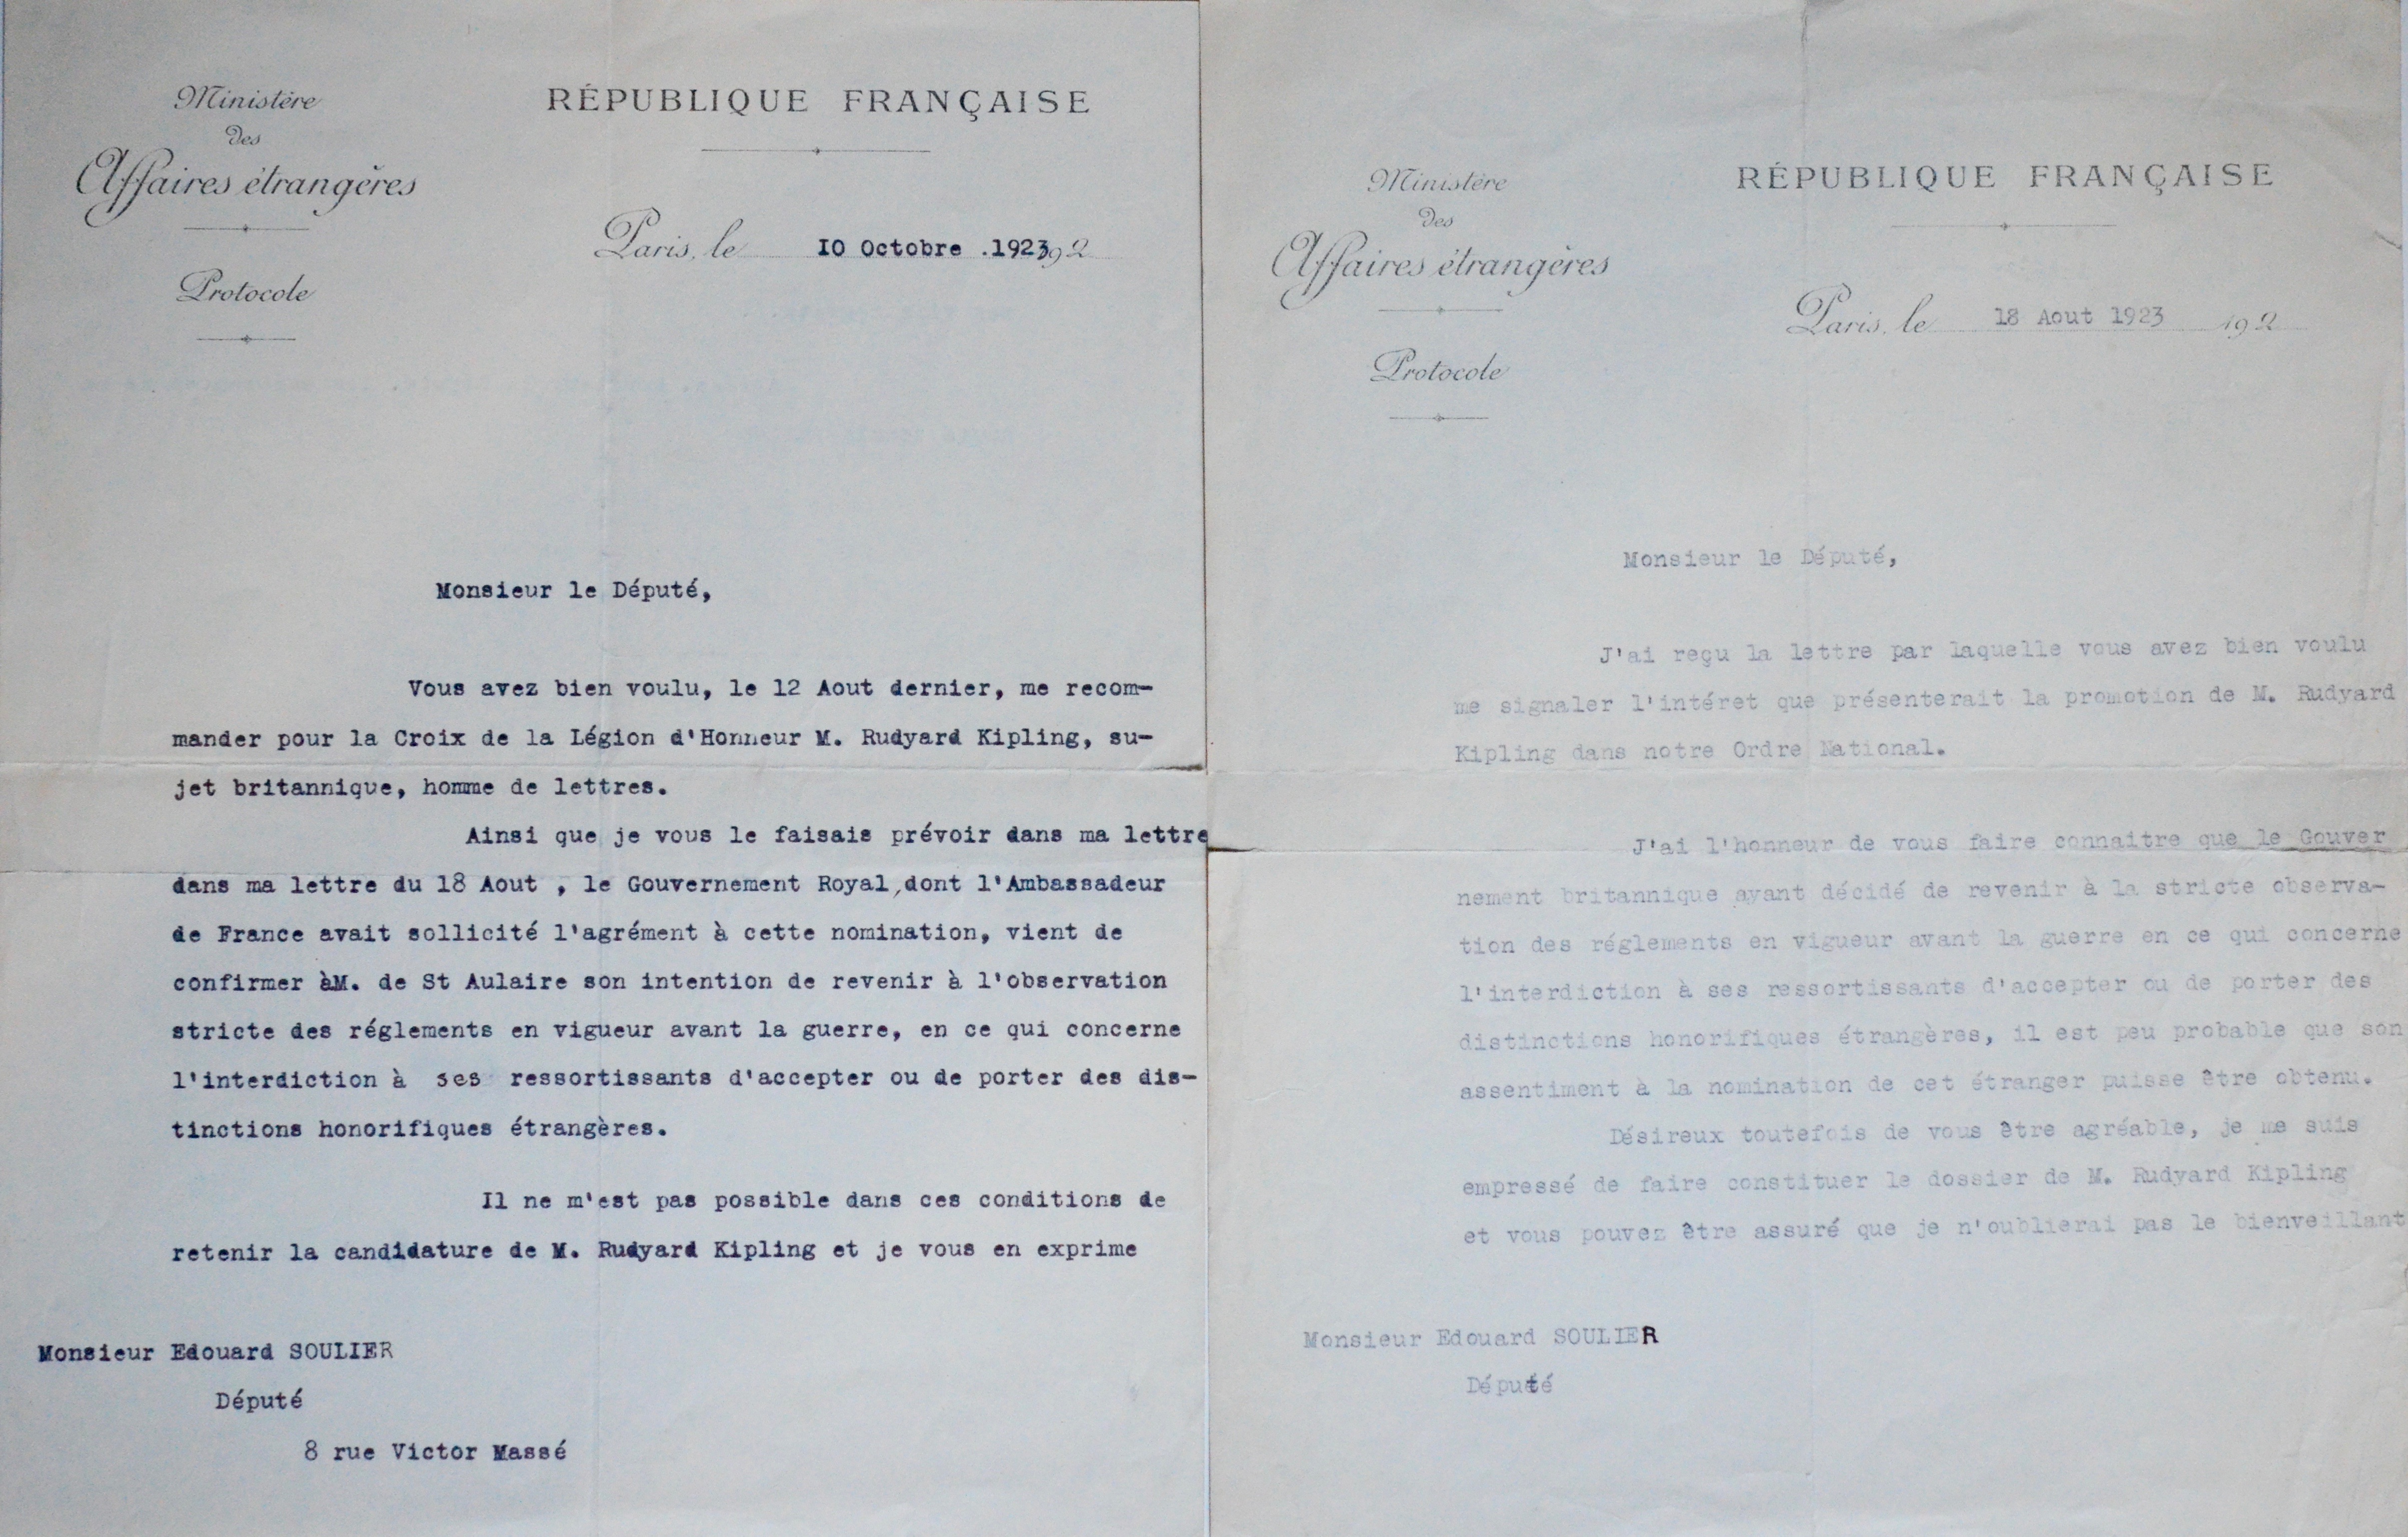 Ministère
des
Affaires étrangères
Protocole
RÉPUBLIQUE FRANÇAISE
Paris, le 10 Octobre .1923 192
Monsieur le Député,
Vous avez bien voulu, le 12 Aout dernier, me recom-
mander pour la Croix de la Légion d'Honneur M. Rudyard Kipling, su-
jet britannique, homme de lettres.
Ainsi que je vous le faisais prévoir dans ma lettre
dans ma lettre du 18 Aout , le Gouvernement Royal, dont l'Ambassadeur
de France avait sollicité l'agrément à cette nomination, vient de
confirmer àM. de St Aulaire son intention de revenir à l'observation
stricte des réglements en vigueur avant la guerre, en ce qui concerne
l'interdiction à ses ressortissants d'accepter ou de porter des dis-
tinctions honorifiques étrangères.
Il ne m'est pas possible dans ces conditions de
retenir la candidature de M. Rudyard Kipling et je vous en exprime
Monsieur Edouard SOULIER
Député
8 rue Victor Massé
Ministère
des
Affaires étrangères
Protocole
RÉPUBLIQUE FRANÇAISE
Paris, le 18 Aout 1923 192
Monsieur le Député,
J'ai reçu la lettre par laquelle vous avez bien voulu
me signaler l'intéret que présenterait la promotion de M. Rudyard
Kipling dans notre Ordre National.
J'ai l'honneur de vous faire connaitre que le Gouver
nement britannique ayant décidé de revenir à la stricte observa-
tion des réglements en vigueur avant la guerre en ce qui concerne
l'interdiction à ses ressortissants d'accepter ou de porter des
distinctions honorifiques étrangères, il est peu probable que son
assentiment à la nomination de cet étranger puisse être obtenu.
Désireux toutefois de vous être agréable, je me suis
empressé de faire constituer le dossier de M. Rudyard Kipling
et vous pouvez être assuré que je n'oublierai pas le bienveillant
Monsieur Edouard SOULIER
Député